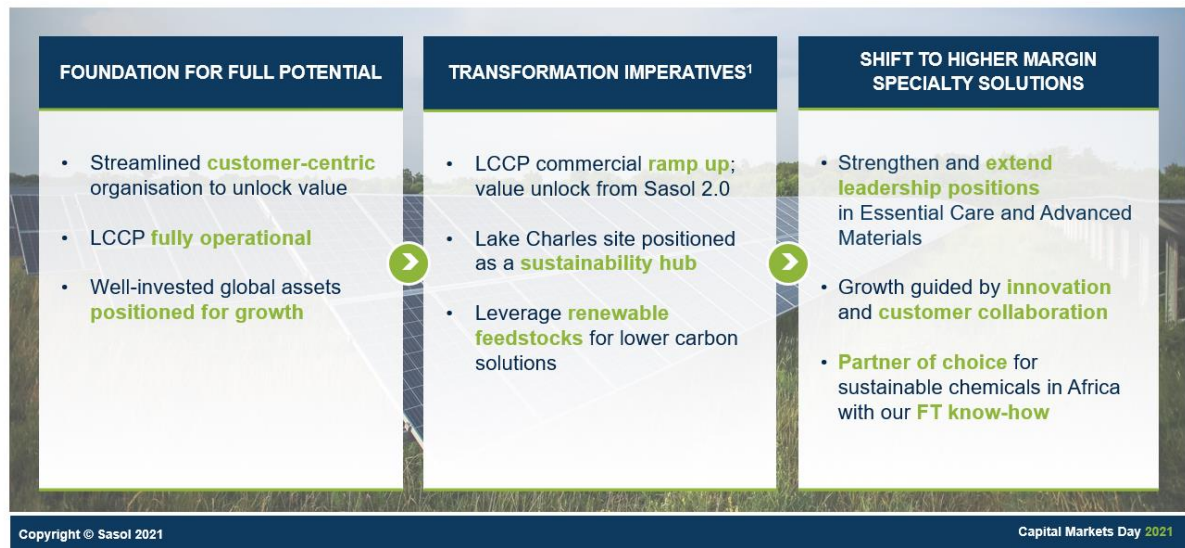 FOUNDATION FOR FULL POTENTIAL
• Streamlined customer-centric
organisation to unlock value
• LCCP fully operational
• Well-invested global assets
positioned for growth
TRANSFORMATION IMPERATIVES¹
• LCCP commercial ramp up;
value unlock from Sasol 2.0
• Lake Charles site positioned
as a sustainability hub
• Leverage renewable
feedstocks for lower carbon
solutions
SHIFT TO HIGHER MARGIN
SPECIALTY SOLUTIONS
• Strengthen and extend
leadership positions
in Essential Care and Advanced
Materials
• Growth guided by innovation
and customer collaboration
• Partner of choice for
sustainable chemicals in Africa
with our FT know-how
Copyright © Sasol 2021
Capital Markets Day 2021